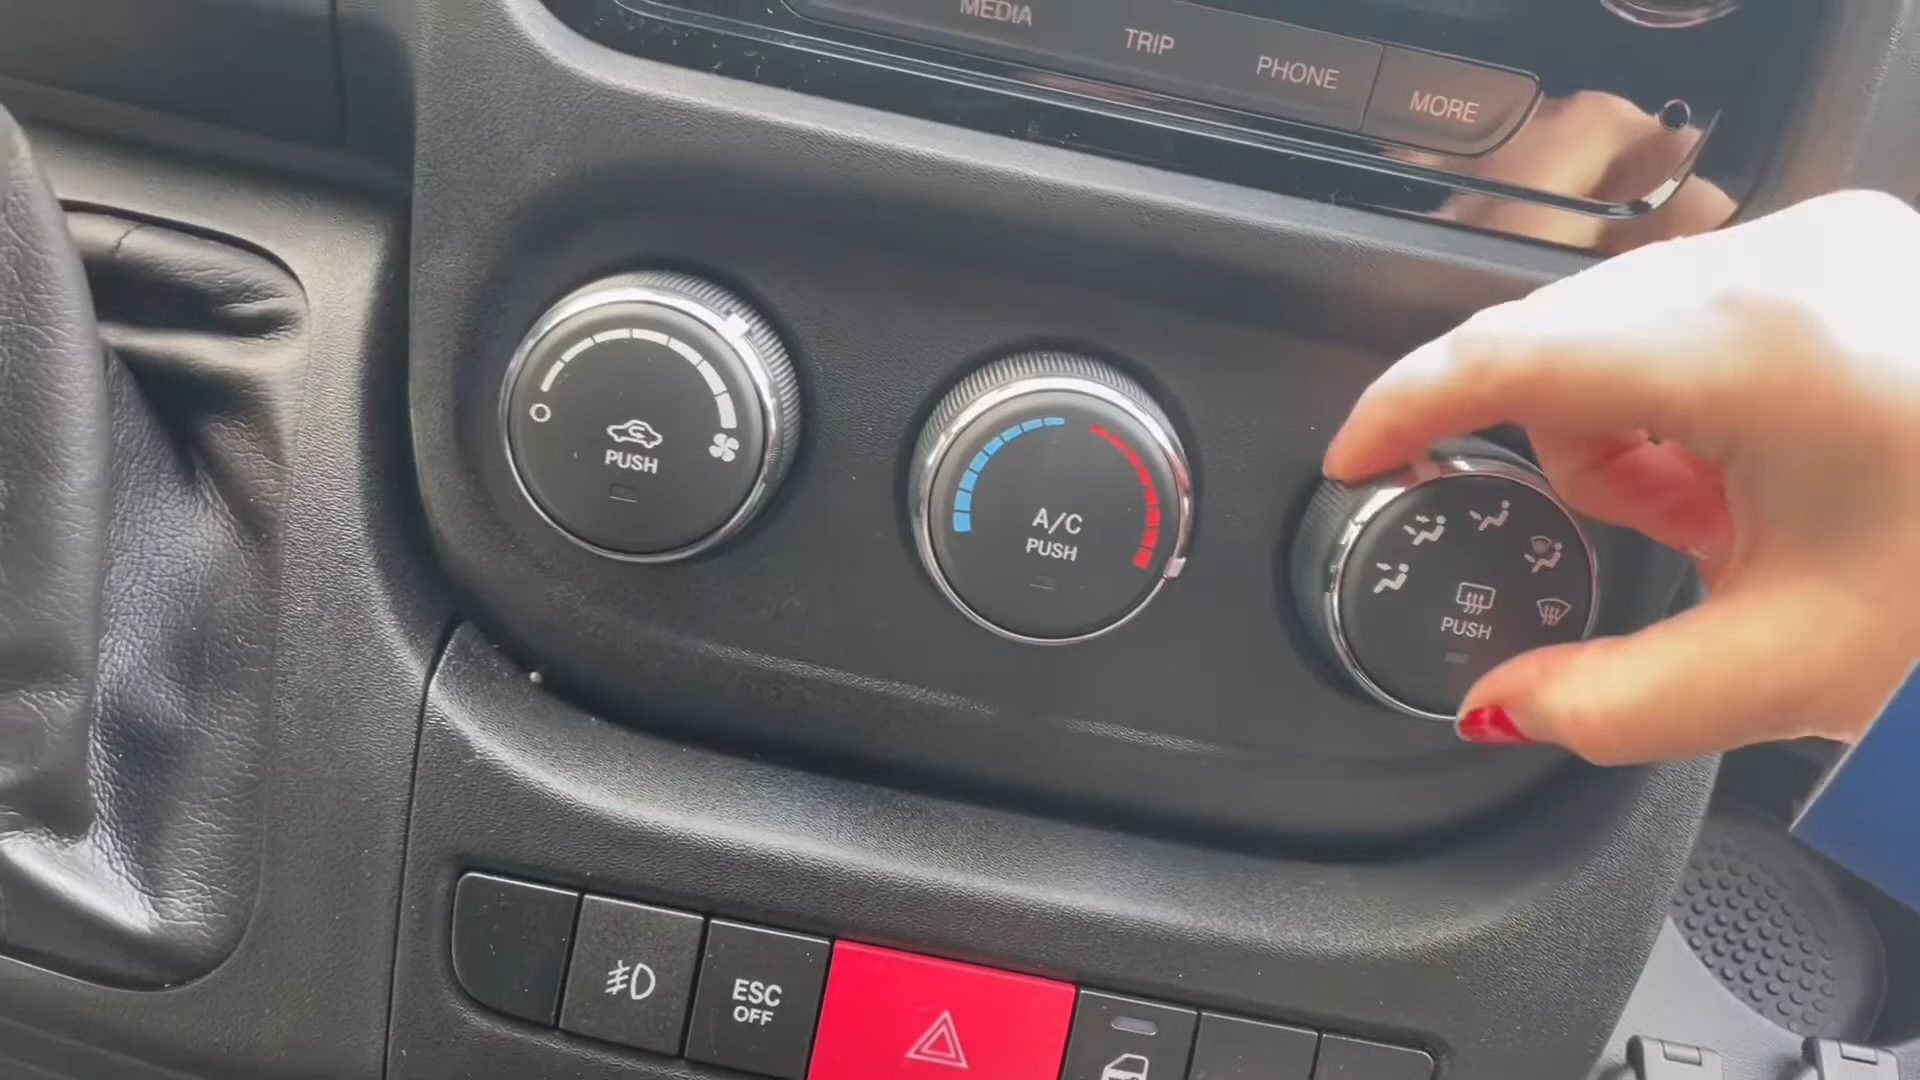 MEDIA
TRIP
PHONE
MORE
PUSH
A/C
PUSH
PUSH
ESC
OFF